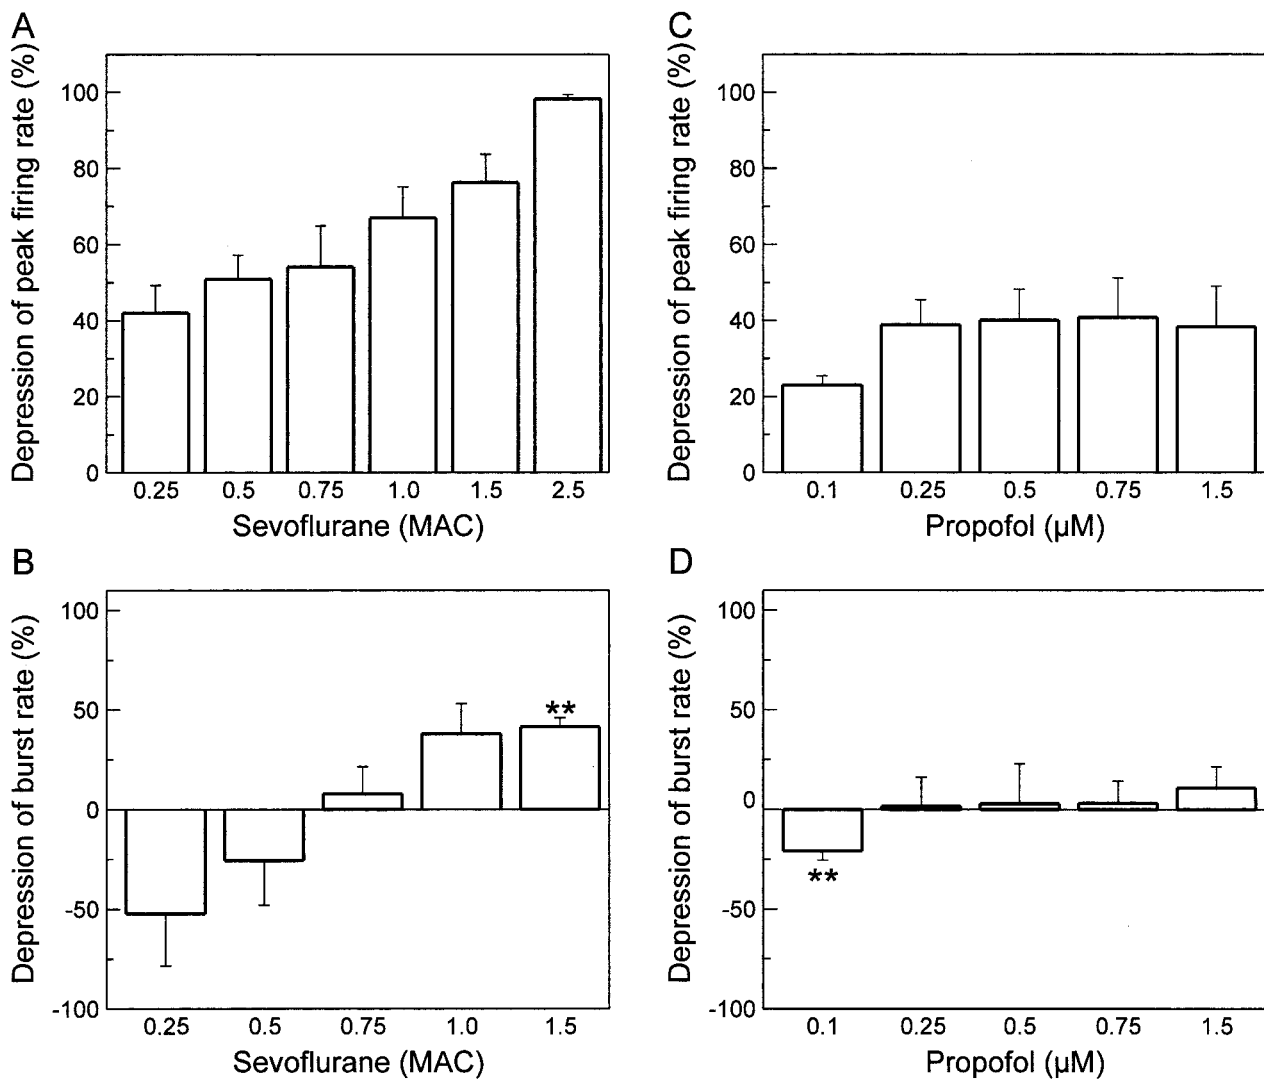 A
Depression of peak firing rate (%)
100
80
60
40
20
0
0.25 0.5 0.75 1.0 1.5 2.5
Sevoflurane (MAC)
C
Depression of peak firing rate (%)
100
80
60
40
20
0
0.1 0.25 0.5 0.75 1.5
Propofol (µM)
B
Depression of burst rate (%)
100
50
0
-50
-100
**
0.25 0.5 0.75 1.0 1.5
Sevoflurane (MAC)
D
Depression of burst rate (%)
100
50
0
-50
-100
**
0.1 0.25 0.5 0.75 1.5
Propofol (µM)